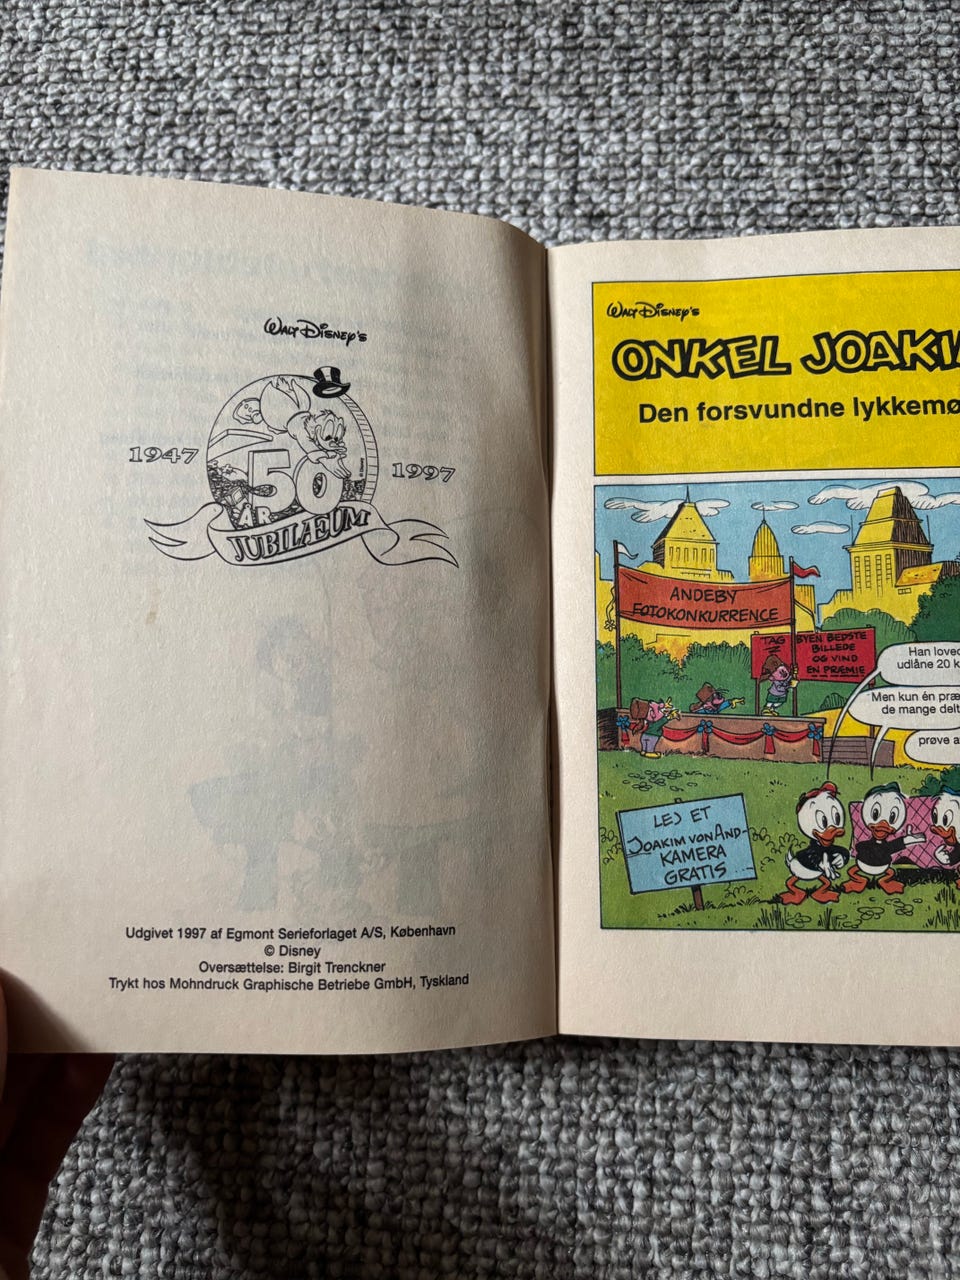 WALT DISNEY'S
1947
1997
50
ÅR
JUBILÆUM
Udgivet 1997 af Egmont Serieforlaget A/S, København
© Disney
Oversættelse: Birgit Trenckner
Trykt hos Mohndruck Graphische Betriebe GmbH, Tyskland
WALT DISNEY'S
ONKEL JOAKI
Den forsvundne lykkemø
ANDEBY
FOTOKONKURRENCE
TAG BYEN BEDSTE
BILLEDE
OG VIND
EN PRÆMIE
Han loved
udlåne 20 k
Men kun én præ
de mange delt
prøve a
LEJ ET
JOAKIM VON AND-
KAMERA
GRATIS...